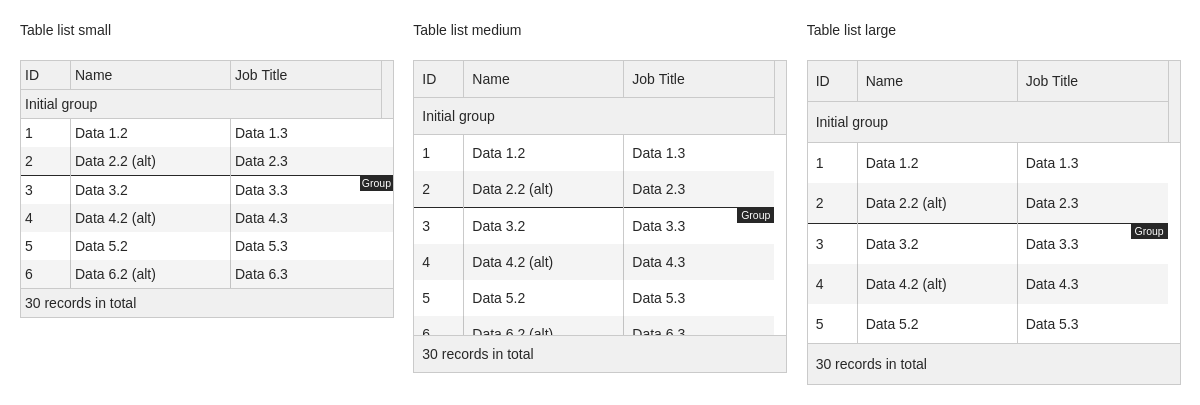 Table list small
ID Name Job Title
Initial group
1 Data 1.2 Data 1.3
2 Data 2.2 (alt) Data 2.3
3 Data 3.2 Data 3.3 Group
4 Data 4.2 (alt) Data 4.3
5 Data 5.2 Data 5.3
6 Data 6.2 (alt) Data 6.3
30 records in total
Table list medium
ID Name Job Title
Initial group
1 Data 1.2 Data 1.3
2 Data 2.2 (alt) Data 2.3
3 Data 3.2 Data 3.3 Group
4 Data 4.2 (alt) Data 4.3
5 Data 5.2 Data 5.3
6 Data 6.2 (alt) Data 6.3
30 records in total
Table list large
ID Name Job Title
Initial group
1 Data 1.2 Data 1.3
2 Data 2.2 (alt) Data 2.3
3 Data 3.2 Data 3.3 Group
4 Data 4.2 (alt) Data 4.3
5 Data 5.2 Data 5.3
30 records in total